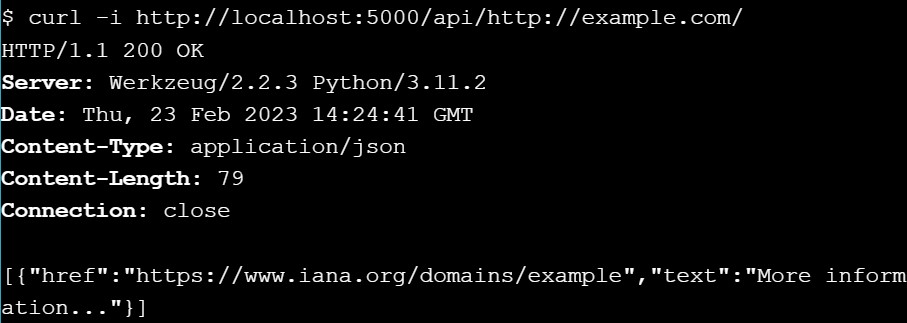 $ curl -i http://localhost:5000/api/http://example.com/
HTTP/1.1 200 OK
Server: Werkzeug/2.2.3 Python/3.11.2
Date: Thu, 23 Feb 2023 14:24:41 GMT
Content-Type: application/json
Content-Length: 79
Connection: close

[{"href":"https://www.iana.org/domains/example","text":"More inform
ation..."}]